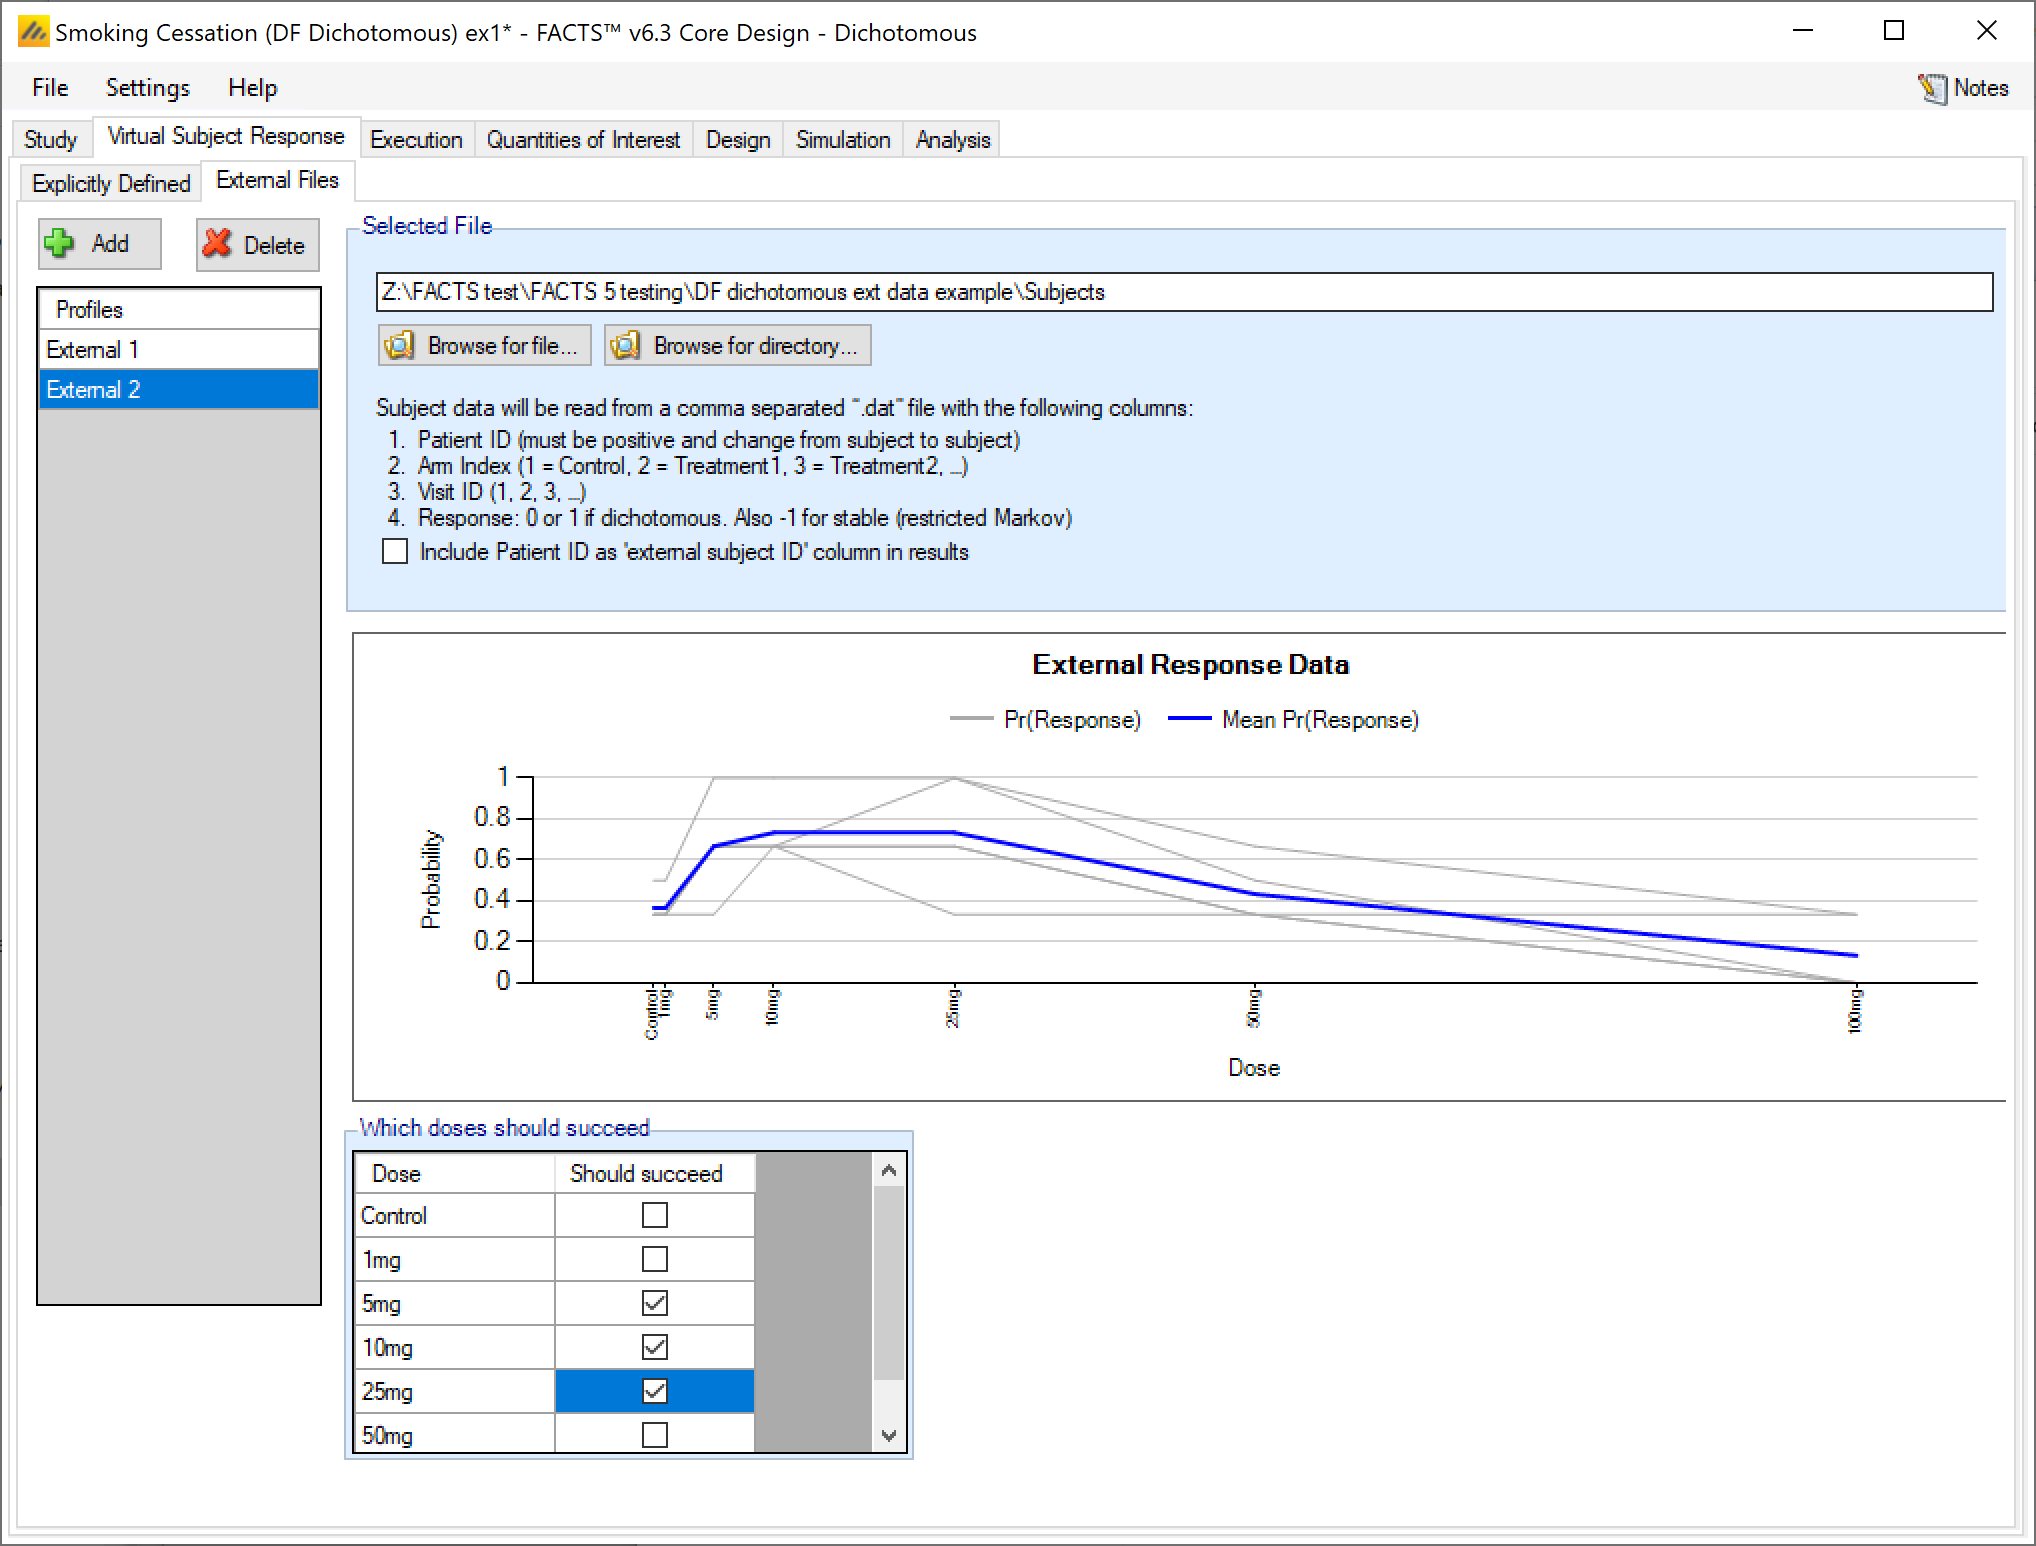 Smoking Cessation (DF Dichotomous) ex1* - FACTS™ v6.3 Core Design - Dichotomous
File Settings Help Notes
Study Virtual Subject Response Execution Quantities of Interest Design Simulation Analysis
Explicitly Defined External Files
Add Delete
Profiles
External 1
External 2
Selected File
Z:\FACTS test\FACTS 5 testing\DF dichotomous ext data example\Subjects
Browse for file... Browse for directory...
Subject data will be read from a comma separated ".dat" file with the following columns:
1. Patient ID (must be positive and change from subject to subject)
2. Arm Index (1 = Control, 2 = Treatment1, 3 = Treatment2, ...)
3. Visit ID (1, 2, 3, ...)
4. Response: 0 or 1 if dichotomous. Also -1 for stable (restricted Markov)
Include Patient ID as 'external subject ID' column in results
External Response Data
Pr(Response) Mean Pr(Response)
Probability
1
0.8
0.6
0.4
0.2
0
Control 1mg 5mg 10mg 25mg 50mg 100mg
Dose
Which doses should succeed
Dose Should succeed
Control
1mg
5mg
10mg
25mg
50mg